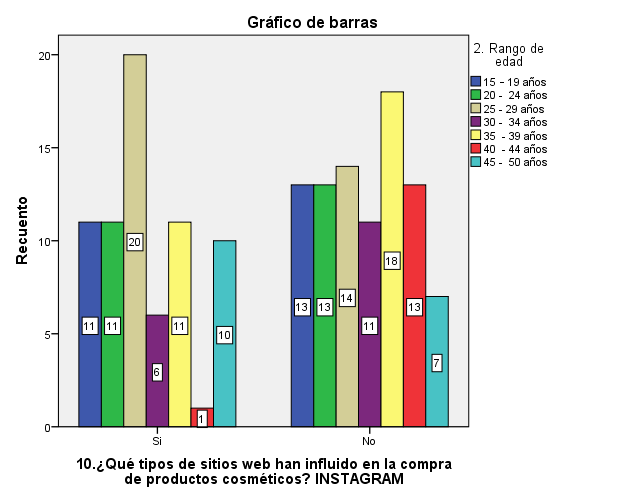 Gráfico de barras
2. Rango de
edad
15 - 19 años
20 - 24 años
25 - 29 años
30 - 34 años
35 - 39 años
40 - 44 años
45 - 50 años
Recuento
20
15
10
5
0
11
11
20
6
11
1
10
13
13
14
11
18
13
7
Si
No
10.¿Qué tipos de sitios web han influido en la compra
de productos cosméticos? INSTAGRAM